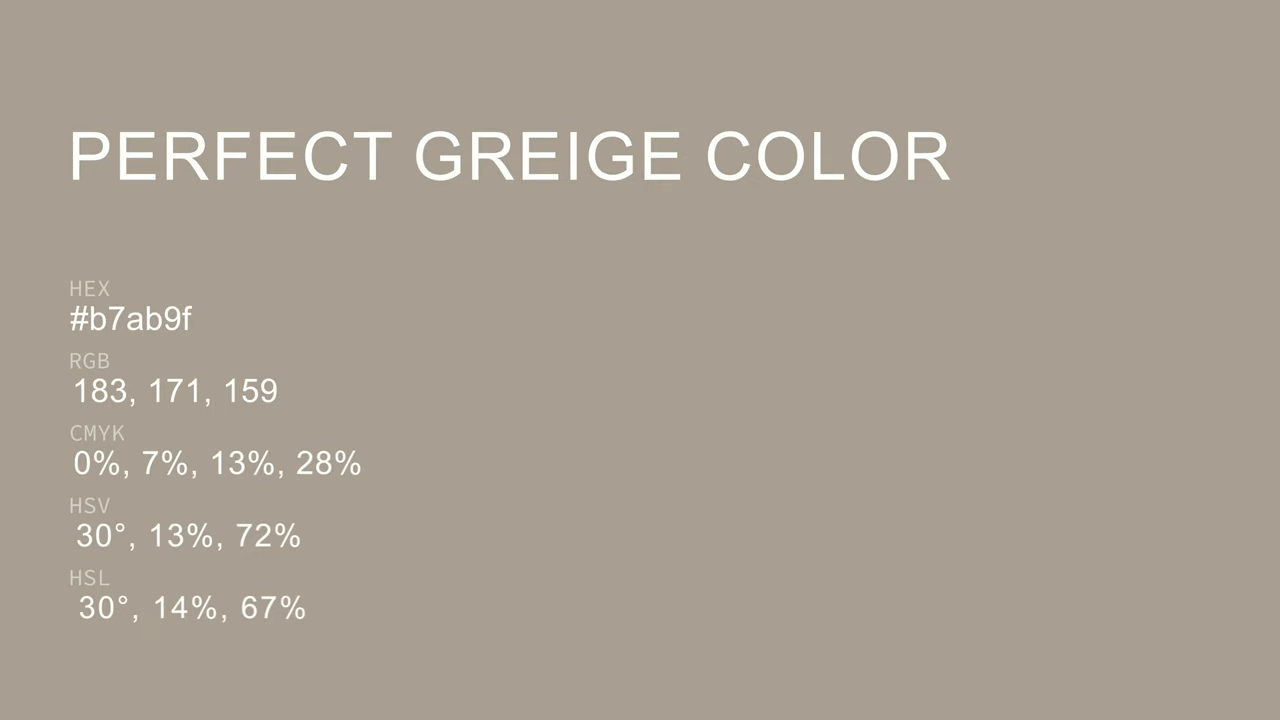 PERFECT GREIGE COLOR
HEX
#b7ab9f
RGB
183, 171, 159
CMYK
0%, 7%, 13%, 28%
HSV
30°, 13%, 72%
HSL
30°, 14%, 67%